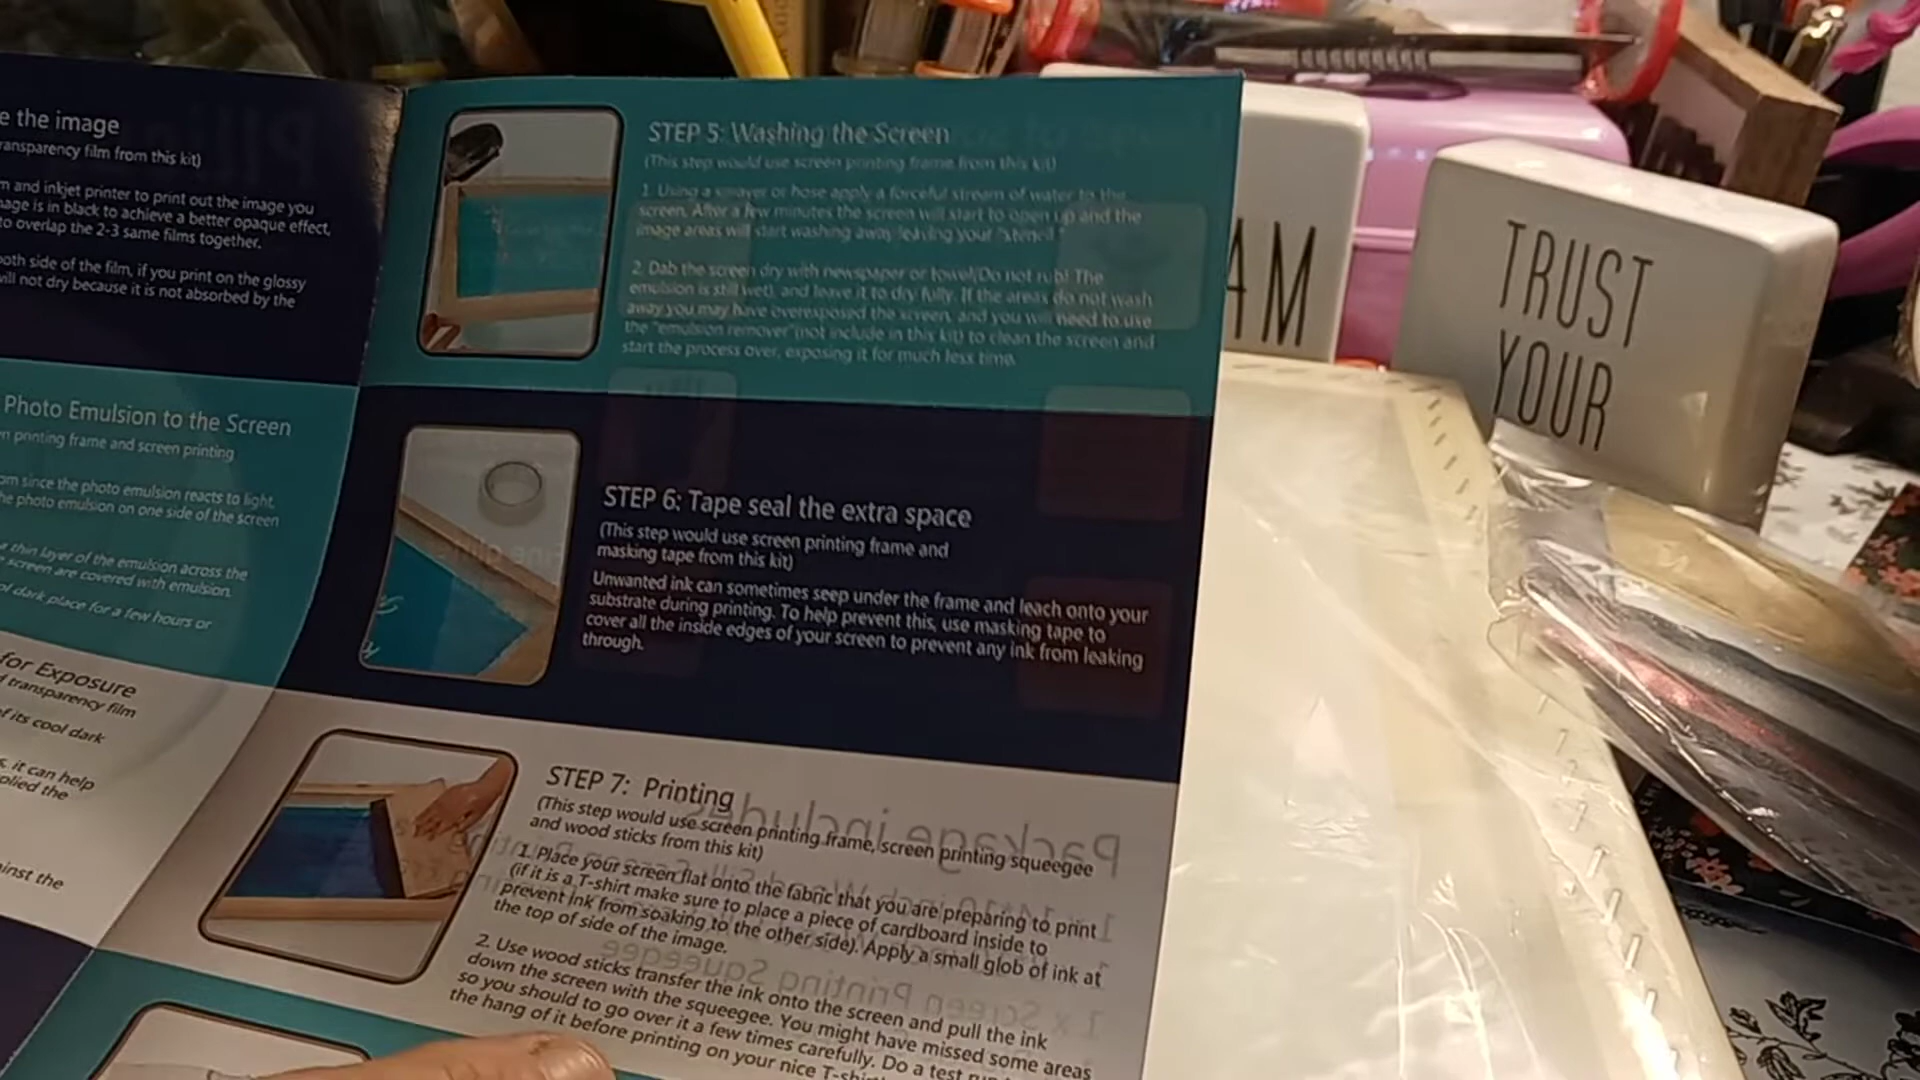 e the image
ransparency film from this kit)
m and inkjet printer to print out the image you
mage is in black to achieve a better opaque effect,
to overlap the 2-3 same films together.
both side of the film, if you print on the glossy
will not dry because it is not absorbed by the
Photo Emulsion to the Screen
en printing frame and screen printing
om since the photo emulsion reacts to light.
he photo emulsion on one side of the screen
a thin layer of the emulsion across the
screen are covered with emulsion.
ol dark place for a few hours or
for Exposure
d transparency film
of its cool dark
s, it can help
plied the
ainst the
STEP 5: Washing the Screen
(This step would use screen printing frame from this kit)
1. Using a sprayer or hose apply a forceful stream of water to the
screen. After a few minutes the screen will start to open up and the
image areas will start washing away leaving your "stencil."
2. Dab the screen dry with newspaper or towel(Do not rub! The
emulsion is still wet), and leave it to dry fully. If the areas do not wash
away you may have overexposed the screen, and you will need to use
the "emulsion remover"(not include in this kit) to clean the screen and
start the process over, exposing it for much less time.
STEP 6: Tape seal the extra space
(This step would use screen printing frame and
masking tape from this kit)
Unwanted ink can sometimes seep under the frame and leach onto your
substrate during printing. To help prevent this, use masking tape to
cover all the inside edges of your screen to prevent any ink from leaking
through.
STEP 7: Printing
(This step would use screen printing frame, screen printing squeegee
and wood sticks from this kit)
1. Place your screen flat onto the fabric that you are preparing to print
(if it is a T-shirt make sure to place a piece of cardboard inside to
prevent ink from soaking to the other side). Apply a small glob of ink at
the top of side of the image.
2. Use wood sticks transfer the ink onto the screen and pull the ink
down the screen with the squeegee. You might have missed some areas
so you should to go over it a few times carefully. Do a test run
the hang of it before printing on your nice T-shirt
AM
TRUST
YOUR